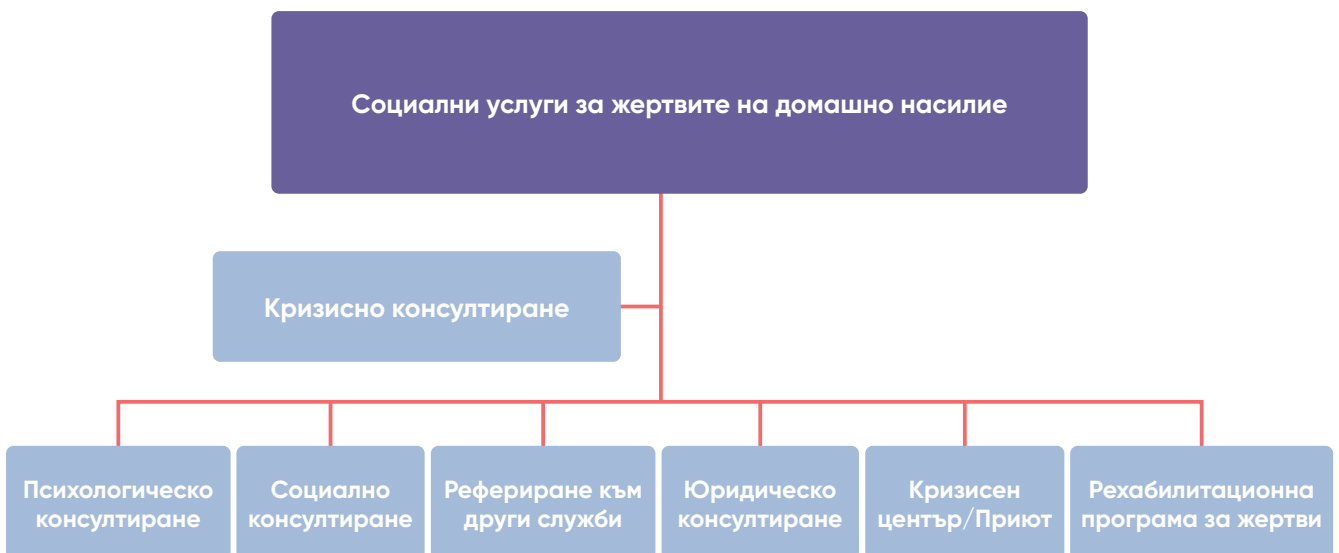 Социални услуги за жертвите на домашно насилие
Кризисно консултиране
Психологическо
консултиране
Социално
консултиране
Рефериране към
други служби
Юридическо
консултиране
Кризисен
център/Приют
Рехабилитационна
програма за жертви